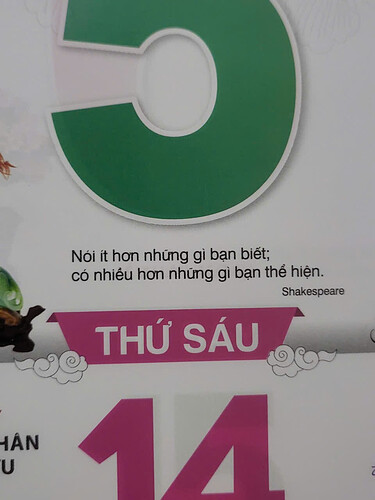 5
Nói ít hơn những gì bạn biết;
có nhiều hơn những gì bạn thể hiện.
Shakespeare
THỨ SÁU
14